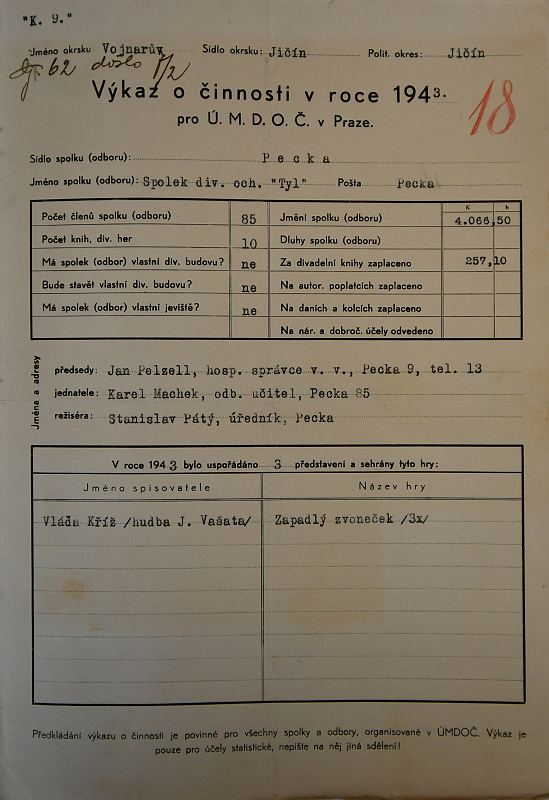 "K. 9."
Jméno okrsku Vojnarův Sídlo okrsku: Jičín Polit. okres: Jičín
62 došlo 1/2
Výkaz o činnosti v roce 1943.
18
pro Ú. M. D. O. Č. v Praze.
Sídlo spolku (odboru): Pecka
Jméno spolku (odboru): Spolek div. och. "Tyl" Pošta Pecka
K h
Počet členů spolku (odboru) 85 Jmění spolku (odboru) 4.066,50
Počet knih, div. her 10 Dluhy spolku (odboru)
Má spolek (odbor) vlastní div. budovu? ne Za divadelní knihy zaplaceno 257,10
Bude stavět vlastní div. budovu? ne Na autor. poplatcích zaplaceno
Má spolek (odbor) vlastní jeviště? ne Na daních a kolcích zaplaceno
Na nár. a dobroč. účely odvedeno
Jména a adresy
předsedy: Jan Pelzell, hosp. správce v. v., Pecka 9, tel. 13
jednatele: Karel Machek, odb. učitel, Pecka 85
režiséra: Stanislav Pátý, úředník, Pecka
V roce 1943 bylo uspořádáno 3 představení a sehrány tyto hry:
Jméno spisovatele Název hry
Vláďa Kříž /hudba J. Vašata/ Zapadlý zvoneček /3x/
Předkládání výkazu o činnosti je povinné pro všechny spolky a odbory, organisované v ÚMDOČ. Výkaz je
pouze pro účely statistické, nepište na něj jiná sdělení!